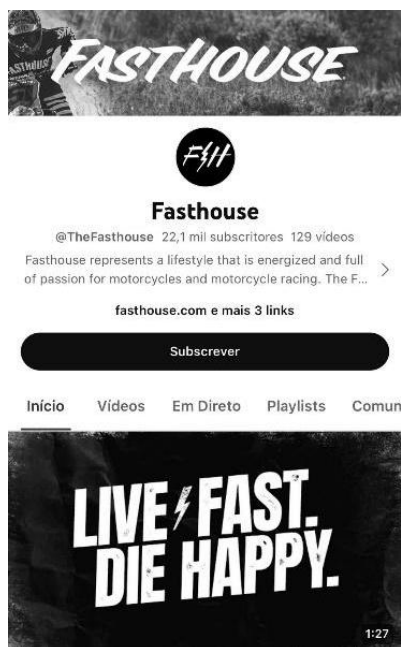 FASTHOUSE
FH
Fasthouse
@TheFasthouse 22,1 mil subscritores 129 vídeos
Fasthouse represents a lifestyle that is energized and full
of passion for motorcycles and motorcycle racing. The F...
fasthouse.com e mais 3 links
Subscrever
Início Vídeos Em Direto Playlists Comun
LIVE FAST.
DIE HAPPY.
1:27